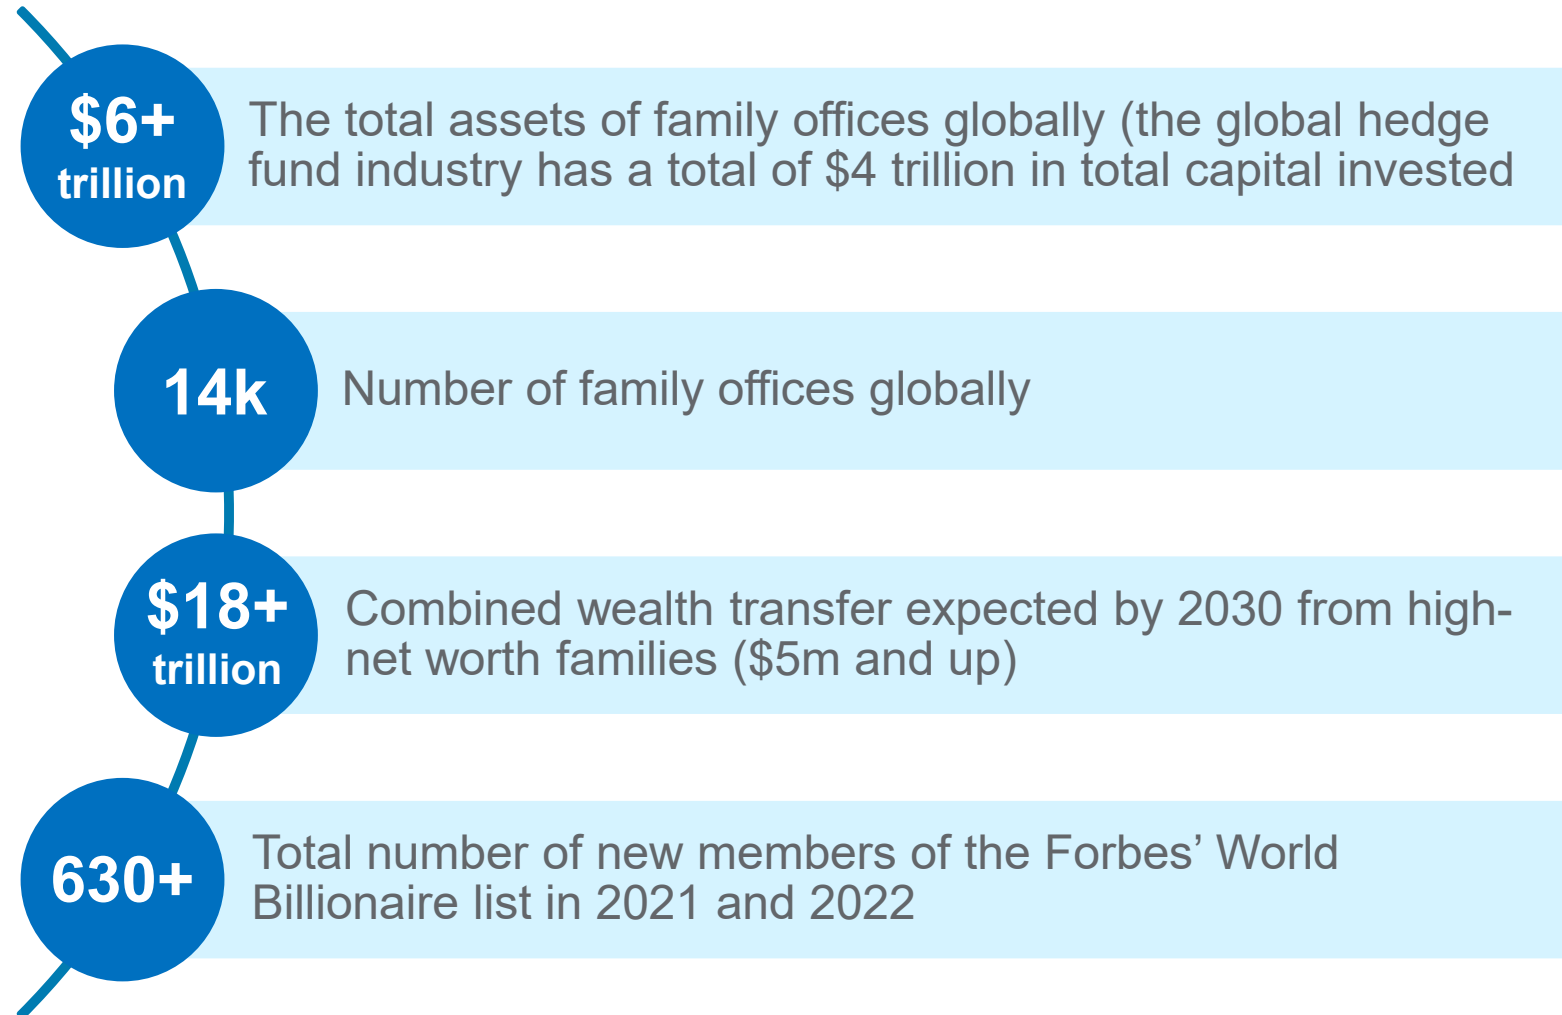 $6+
trillion
The total assets of family offices globally (the global hedge
fund industry has a total of $4 trillion in total capital invested
14k
Number of family offices globally
$18+
trillion
Combined wealth transfer expected by 2030 from high-
net worth families ($5m and up)
630+
Total number of new members of the Forbes’ World
Billionaire list in 2021 and 2022